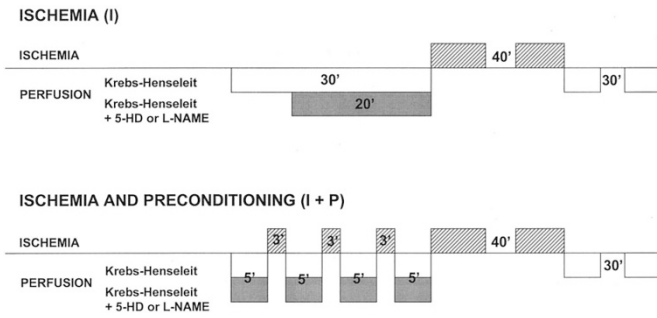 ISCHEMIA (I)
ISCHEMIA 40’
PERFUSION Krebs-Henseleit 30’ 30’
Krebs-Henseleit
+ 5-HD or L-NAME 20’
ISCHEMIA AND PRECONDITIONING (I + P)
ISCHEMIA 3’ 3’ 3’ 40’
PERFUSION Krebs-Henseleit 5’ 5’ 5’ 5’ 30’
Krebs-Henseleit
+ 5-HD or L-NAME